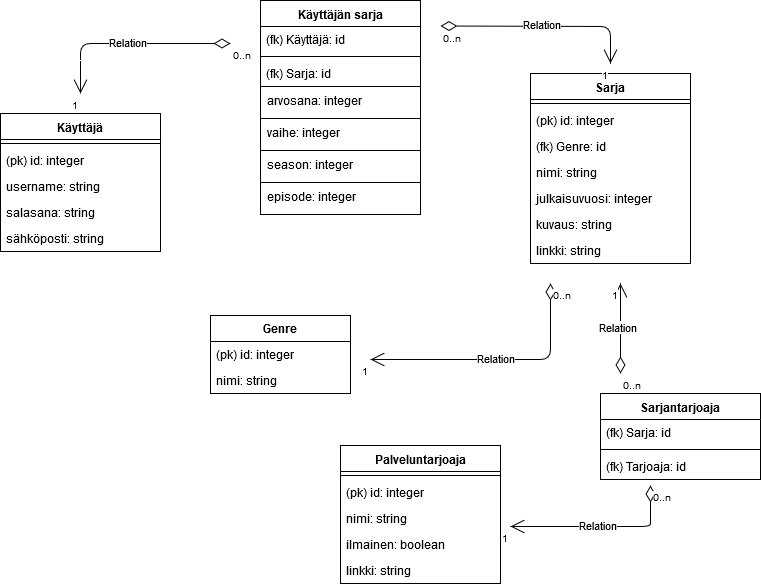 Käyttäjän sarja
(fk) Käyttäjä: id
(fk) Sarja: id
arvosana: integer
vaihe: integer
season: integer
episode: integer
Relation
0..n
1
Relation
0..n
1
Käyttäjä
(pk) id: integer
username: string
salasana: string
sähköposti: string
Sarja
(pk) id: integer
(fk) Genre: id
nimi: string
julkaisuvuosi: integer
kuvaus: string
linkki: string
0..n
Relation
1
1
Relation
0..n
Genre
(pk) id: integer
nimi: string
Sarjantarjoaja
(fk) Sarja: id
(fk) Tarjoaja: id
0..n
Relation
1
Palveluntarjoaja
(pk) id: integer
nimi: string
ilmainen: boolean
linkki: string